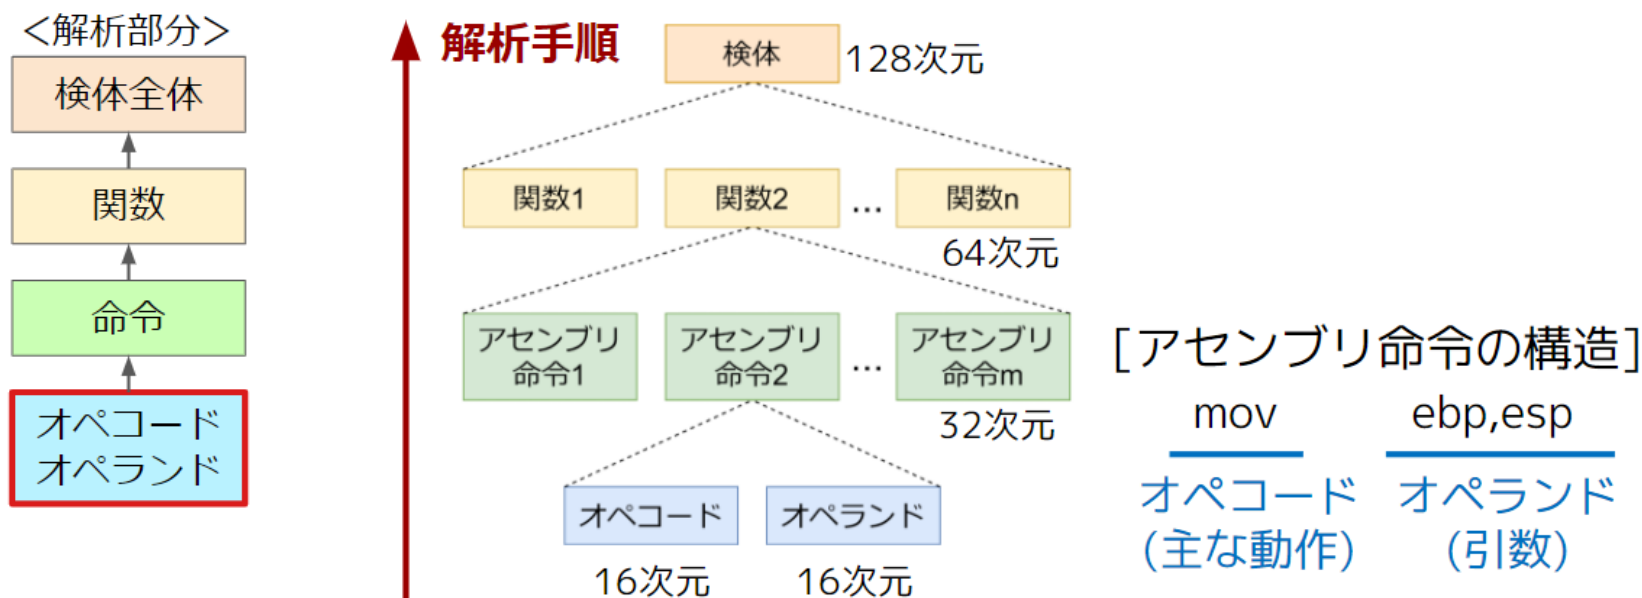 <解析部分>
検体全体
関数
命令
オペコード
オペランド
解析手順
検体
128次元
関数1
関数2
...
関数n
64次元
アセンブリ
命令1
アセンブリ
命令2
...
アセンブリ
命令m
32次元
オペコード
オペランド
16次元
16次元
[アセンブリ命令の構造]
mov
ebp,esp
オペコード
(主な動作)
オペランド
(引数)